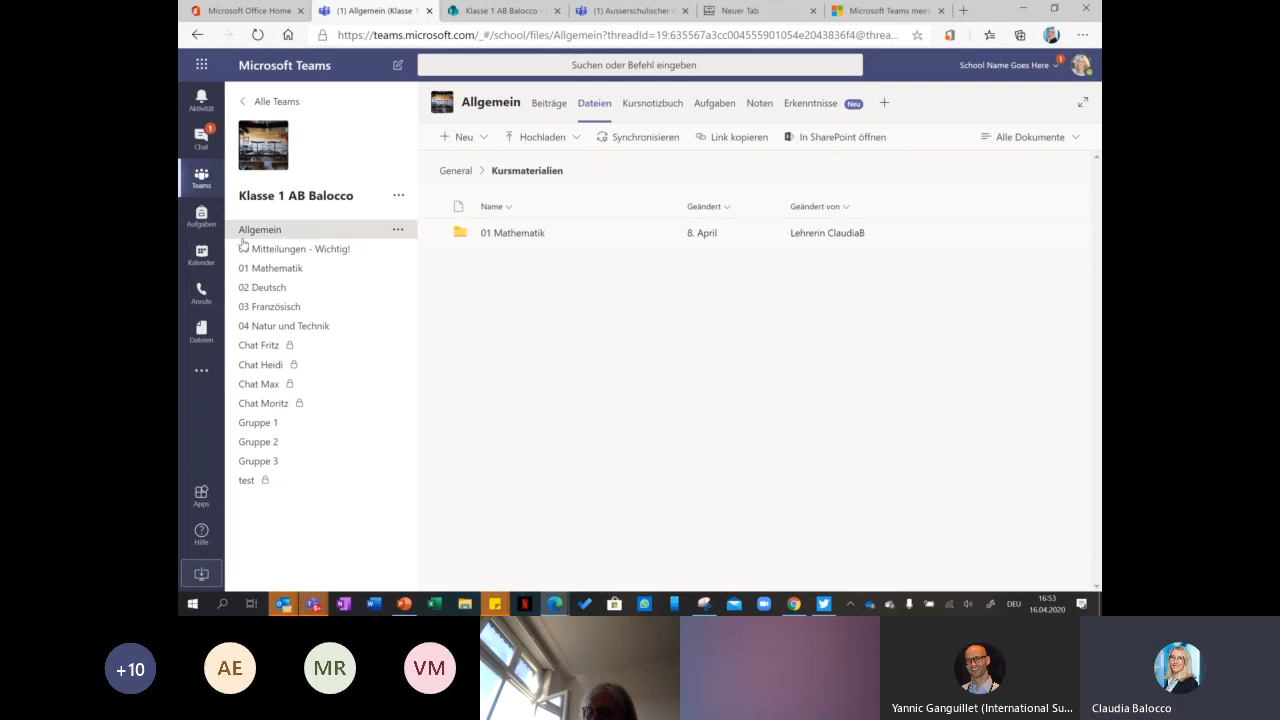 Microsoft Office Home
(1) Allgemein (Klasse 1
Klasse 1 AB Balocco -
(1) Ausserschulischer A
Neuer Tab
Microsoft Teams meet
https://teams.microsoft.com/_#/school/files/Allgemein?threadId=19:635567a3cc004555901054e2043836f4@threa...
Microsoft Teams
Suchen oder Befehl eingeben
School Name Goes Here
1
Aktivität
Chat
1
Teams
Aufgaben
Kalender
Anrufe
Dateien
Apps
Hilfe
Alle Teams
Klasse 1 AB Balocco
Allgemein
Mitteilungen - Wichtig!
01 Mathematik
02 Deutsch
03 Französisch
04 Natur und Technik
Chat Fritz
Chat Heidi
Chat Max
Chat Moritz
Gruppe 1
Gruppe 2
Gruppe 3
test
Allgemein Beiträge Dateien Kursnotizbuch Aufgaben Noten Erkenntnisse Neu
Neu Hochladen Synchronisieren Link kopieren In SharePoint öffnen Alle Dokumente
General > Kursmaterialien
Name Geändert Geändert von
01 Mathematik 8. April Lehrerin ClaudiaB
9+
DEU
16:53
16.04.2020
+10
AE
MR
VM
Yannic Ganguillet (International Su...
Claudia Balocco